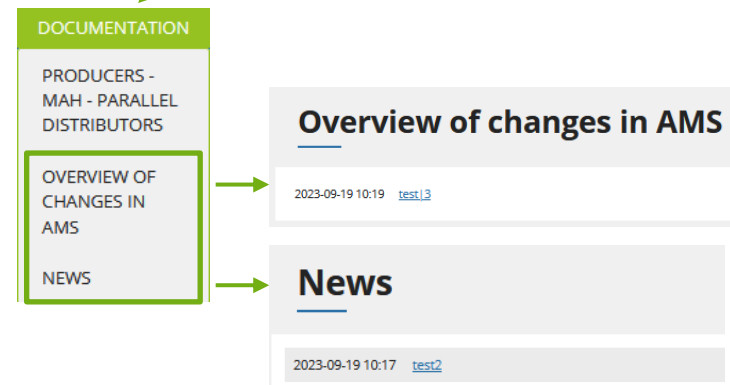 DOCUMENTATION
PRODUCERS -
MAH - PARALLEL
DISTRIBUTORS
OVERVIEW OF
CHANGES IN
AMS
NEWS
Overview of changes in AMS
2023-09-19 10:19 test|3
News
2023-09-19 10:17 test2